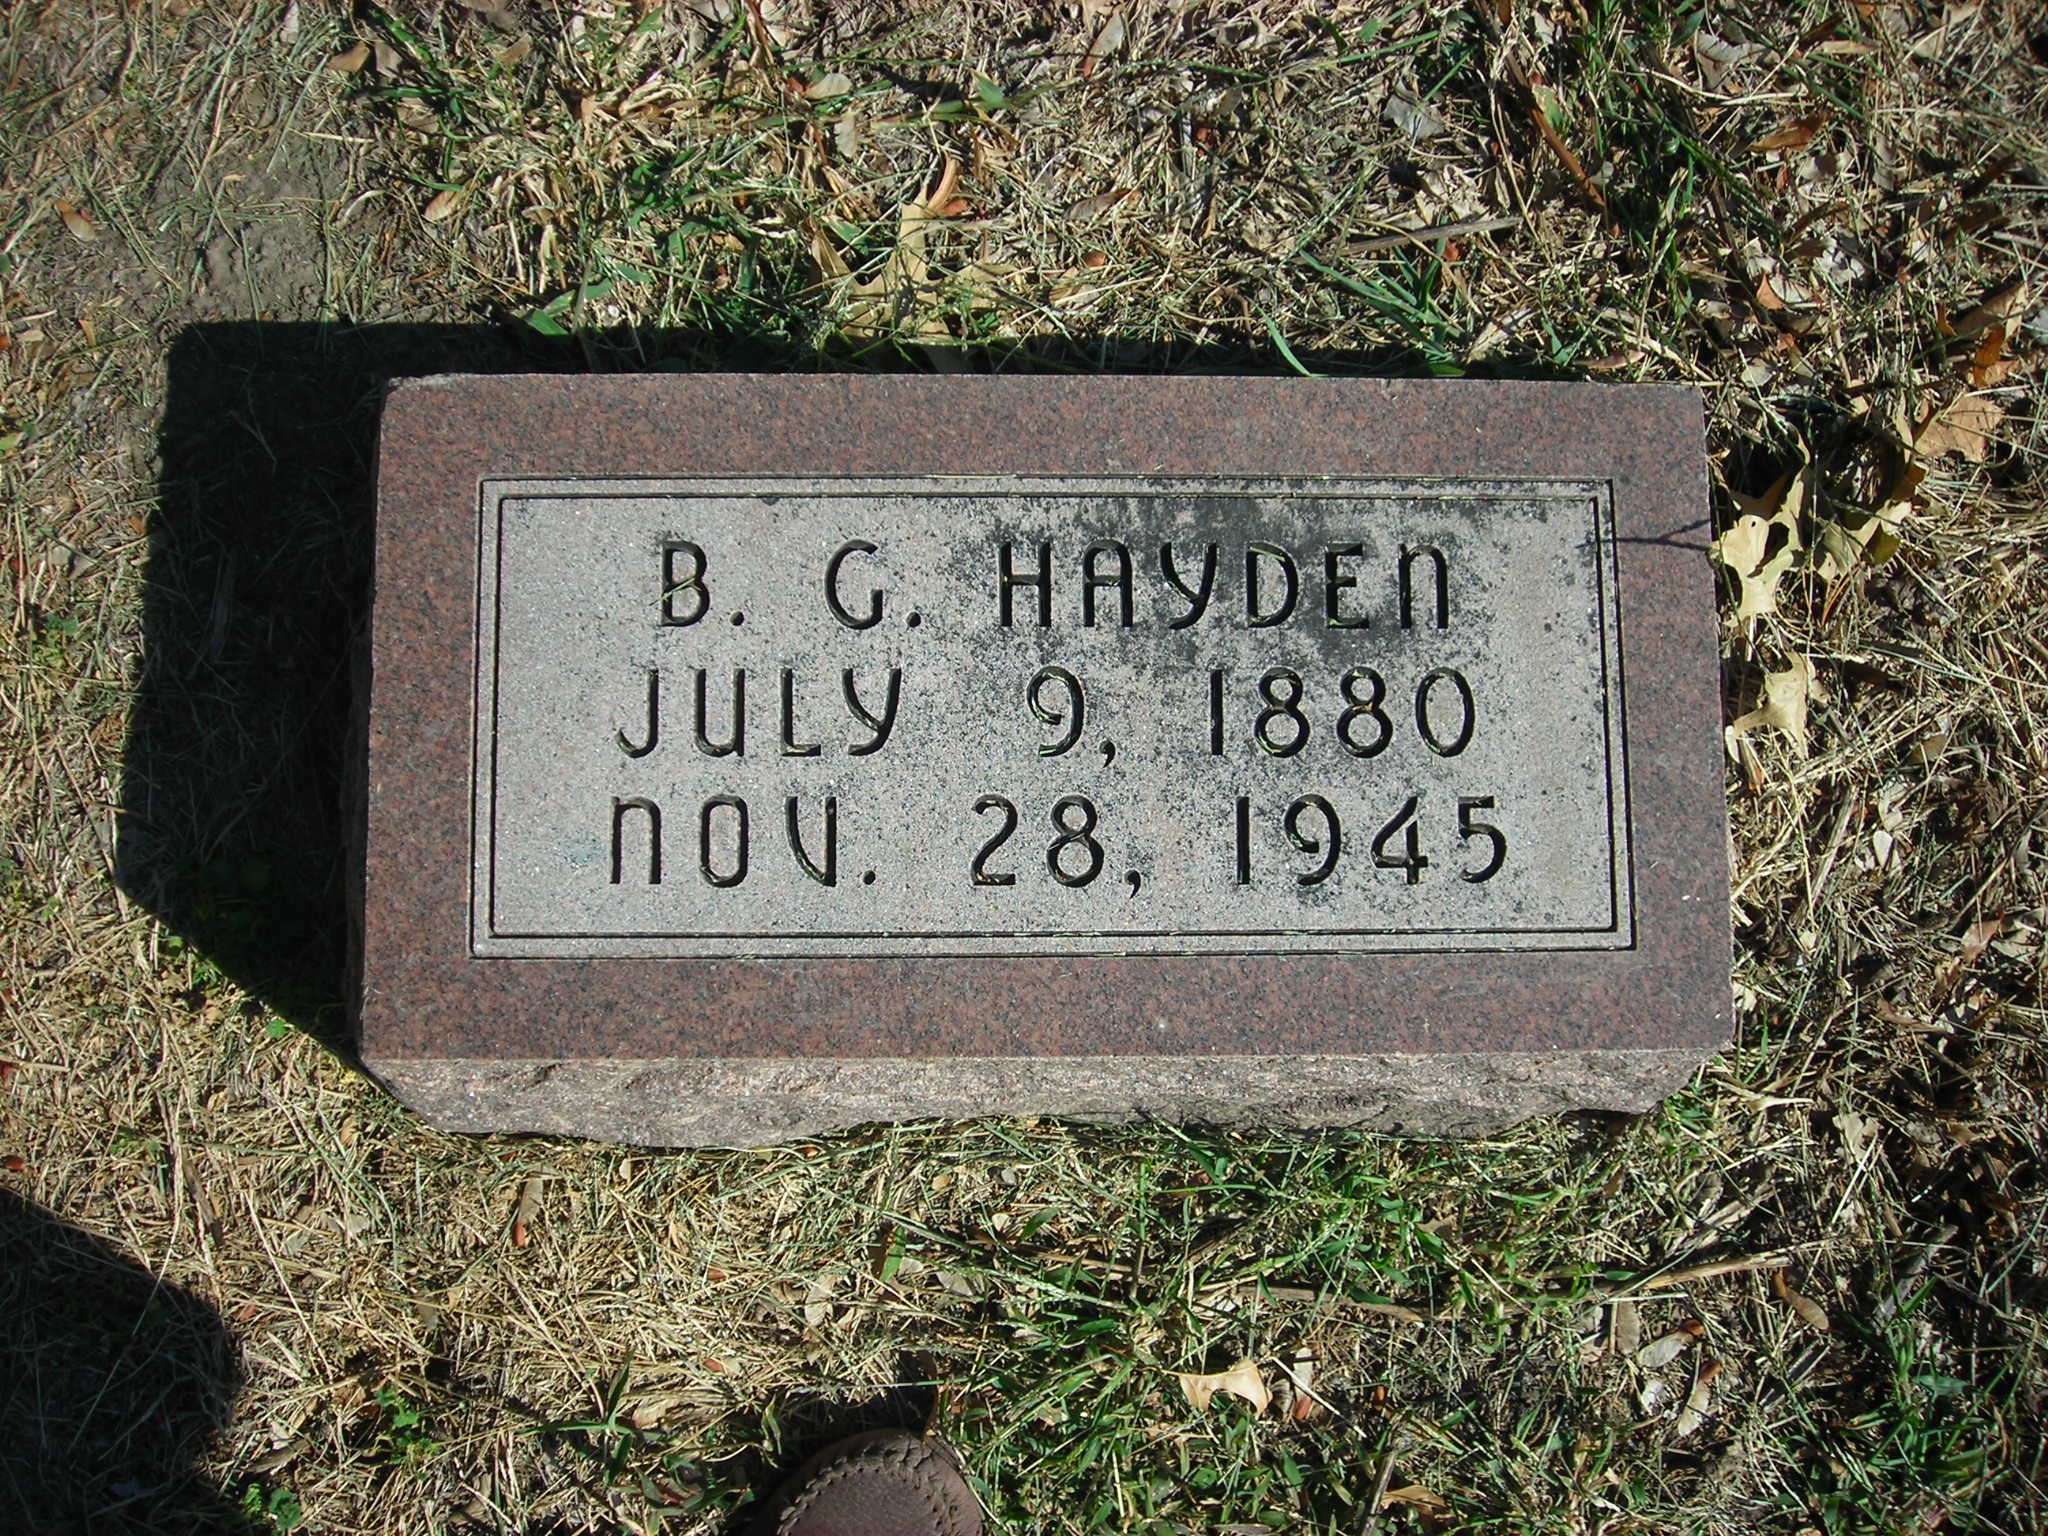 B. G. HAYDEN
JULY 9, 1880
NOV. 28, 1945